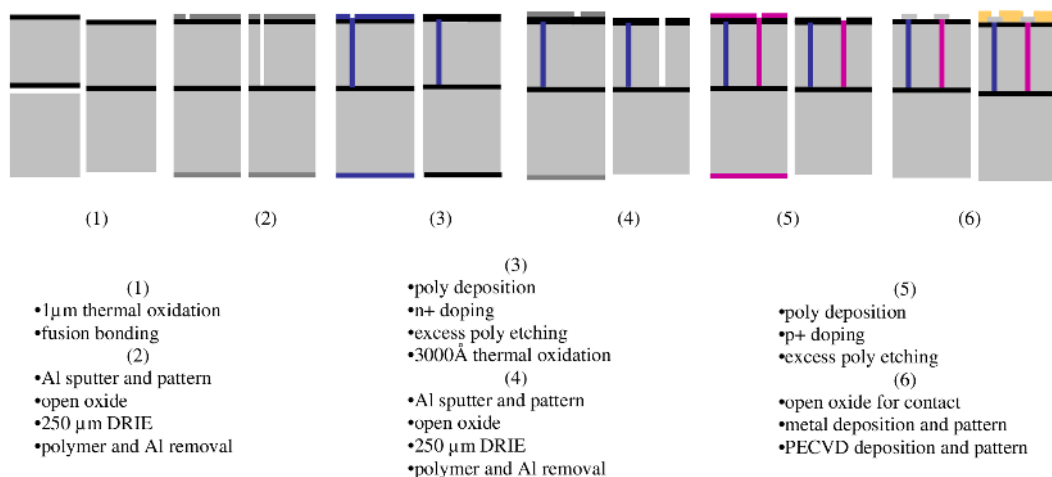 (1)
(2)
(3)
(4)
(5)
(6)
(1)
•1µm thermal oxidation
•fusion bonding
(2)
•Al sputter and pattern
•open oxide
•250 µm DRIE
•polymer and Al removal
(3)
•poly deposition
•n+ doping
•excess poly etching
•3000Å thermal oxidation
(4)
•Al sputter and pattern
•open oxide
•250 µm DRIE
•polymer and Al removal
(5)
•poly deposition
•p+ doping
•excess poly etching
(6)
•open oxide for contact
•metal deposition and pattern
•PECVD deposition and pattern